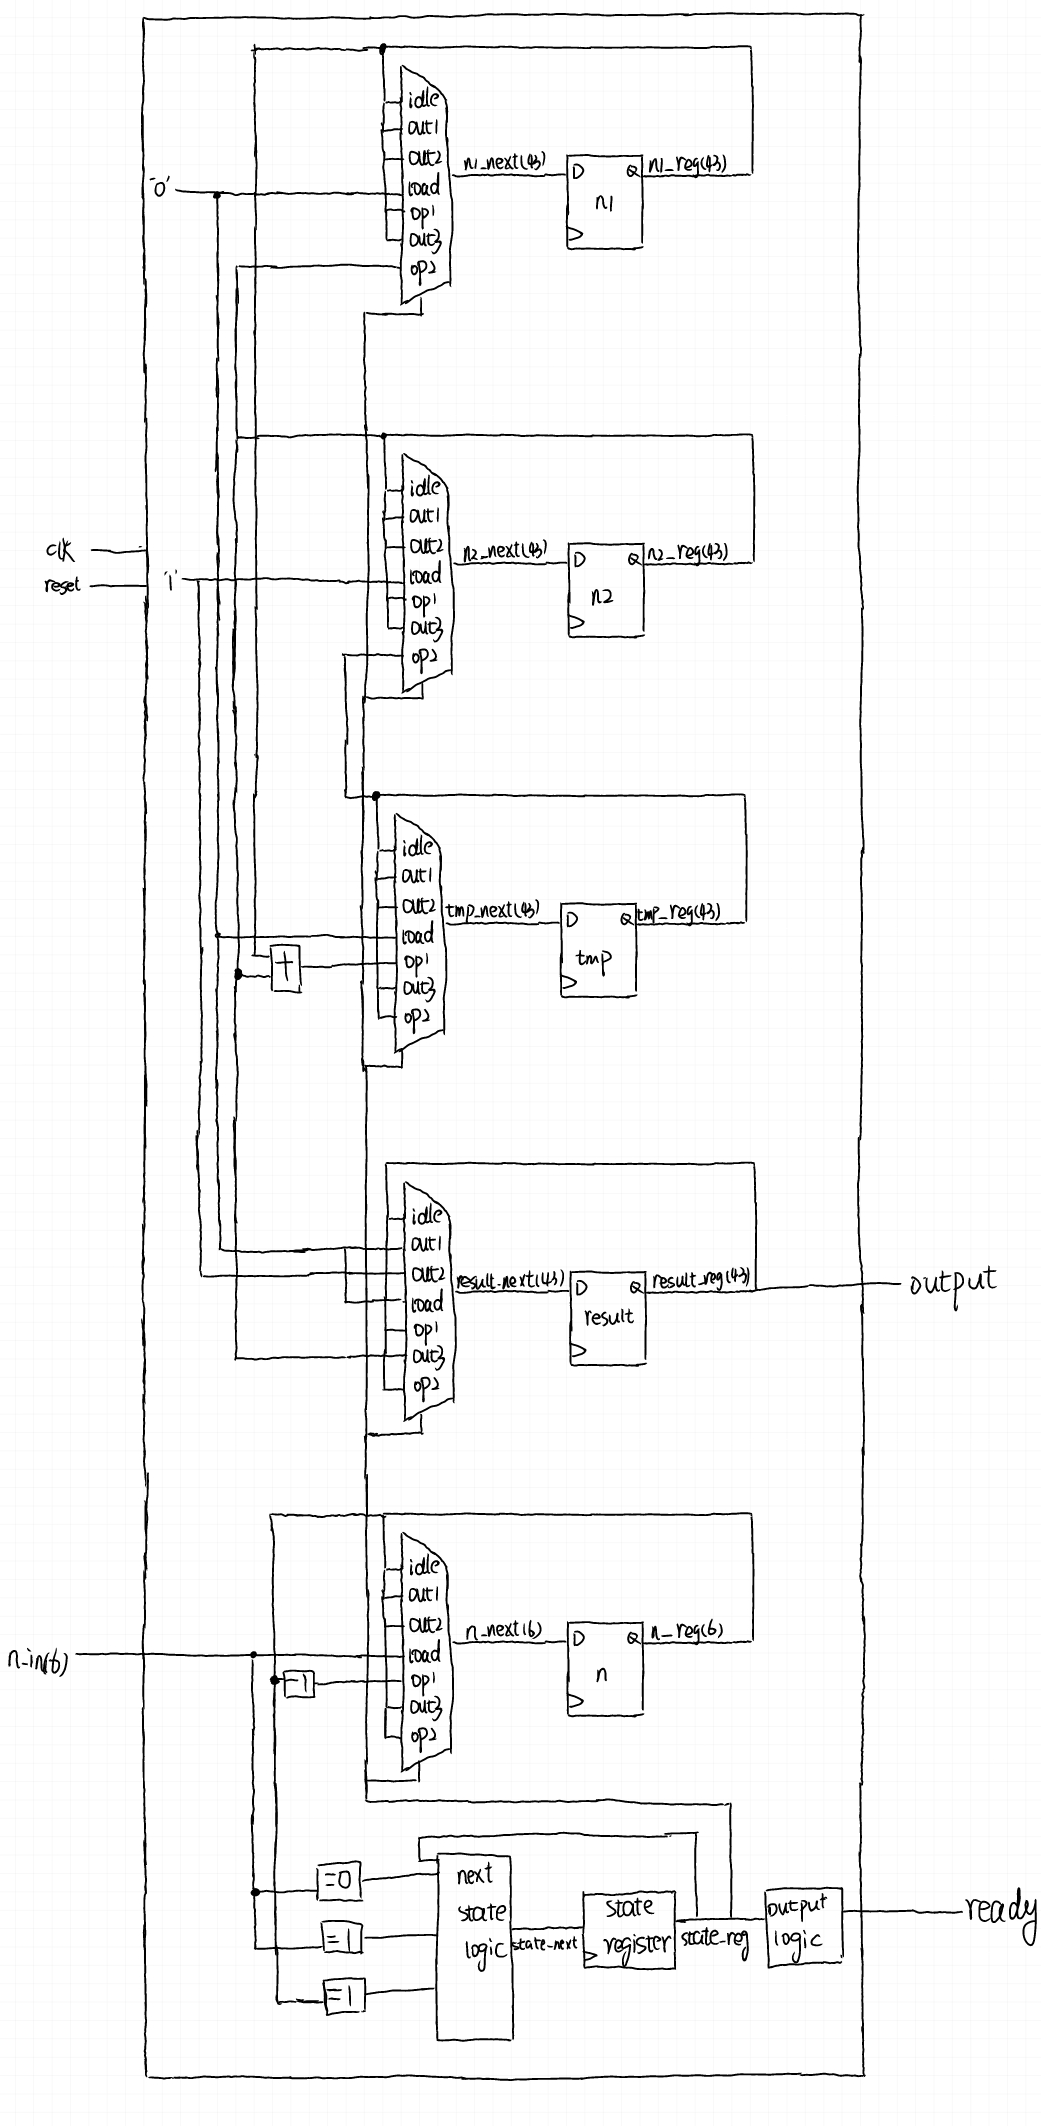 idle
out1
out2
'0'
load
op1
out3
op2
n1_next(43)
D
Q
n1
n1_reg(43)
clk
reset
'1'
idle
out1
out2
load
op1
out3
op2
n2_next(43)
D
Q
n2
n2_reg(43)
idle
out1
out2
load
op1
out3
op2
+
tmp_next(43)
D
Q
tmp
tmp_reg(43)
idle
out1
out2
load
op1
out3
op2
result_next(43)
D
Q
result
result_reg(43)
output
idle
out1
out2
load
op1
out3
op2
n_in(6)
-1
n_next(6)
D
Q
n
n_reg(6)
=0
=1
=1
next
state
logic
state_next
state
register
state_reg
output
logic
ready